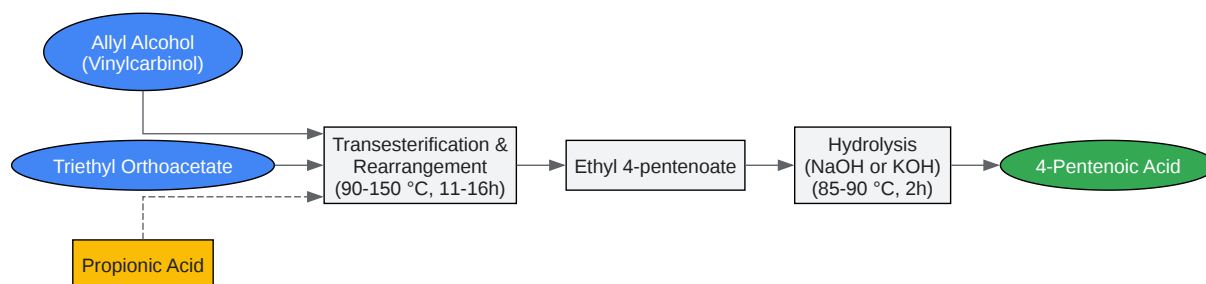 Allyl Alcohol
(Vinylcarbinol)
Triethyl Orthoacetate
Propionic Acid
Transesterification &
Rearrangement
(90-150 °C, 11-16h)
Ethyl 4-pentenoate
Hydrolysis
(NaOH or KOH)
(85-90 °C, 2h)
4-Pentenoic Acid